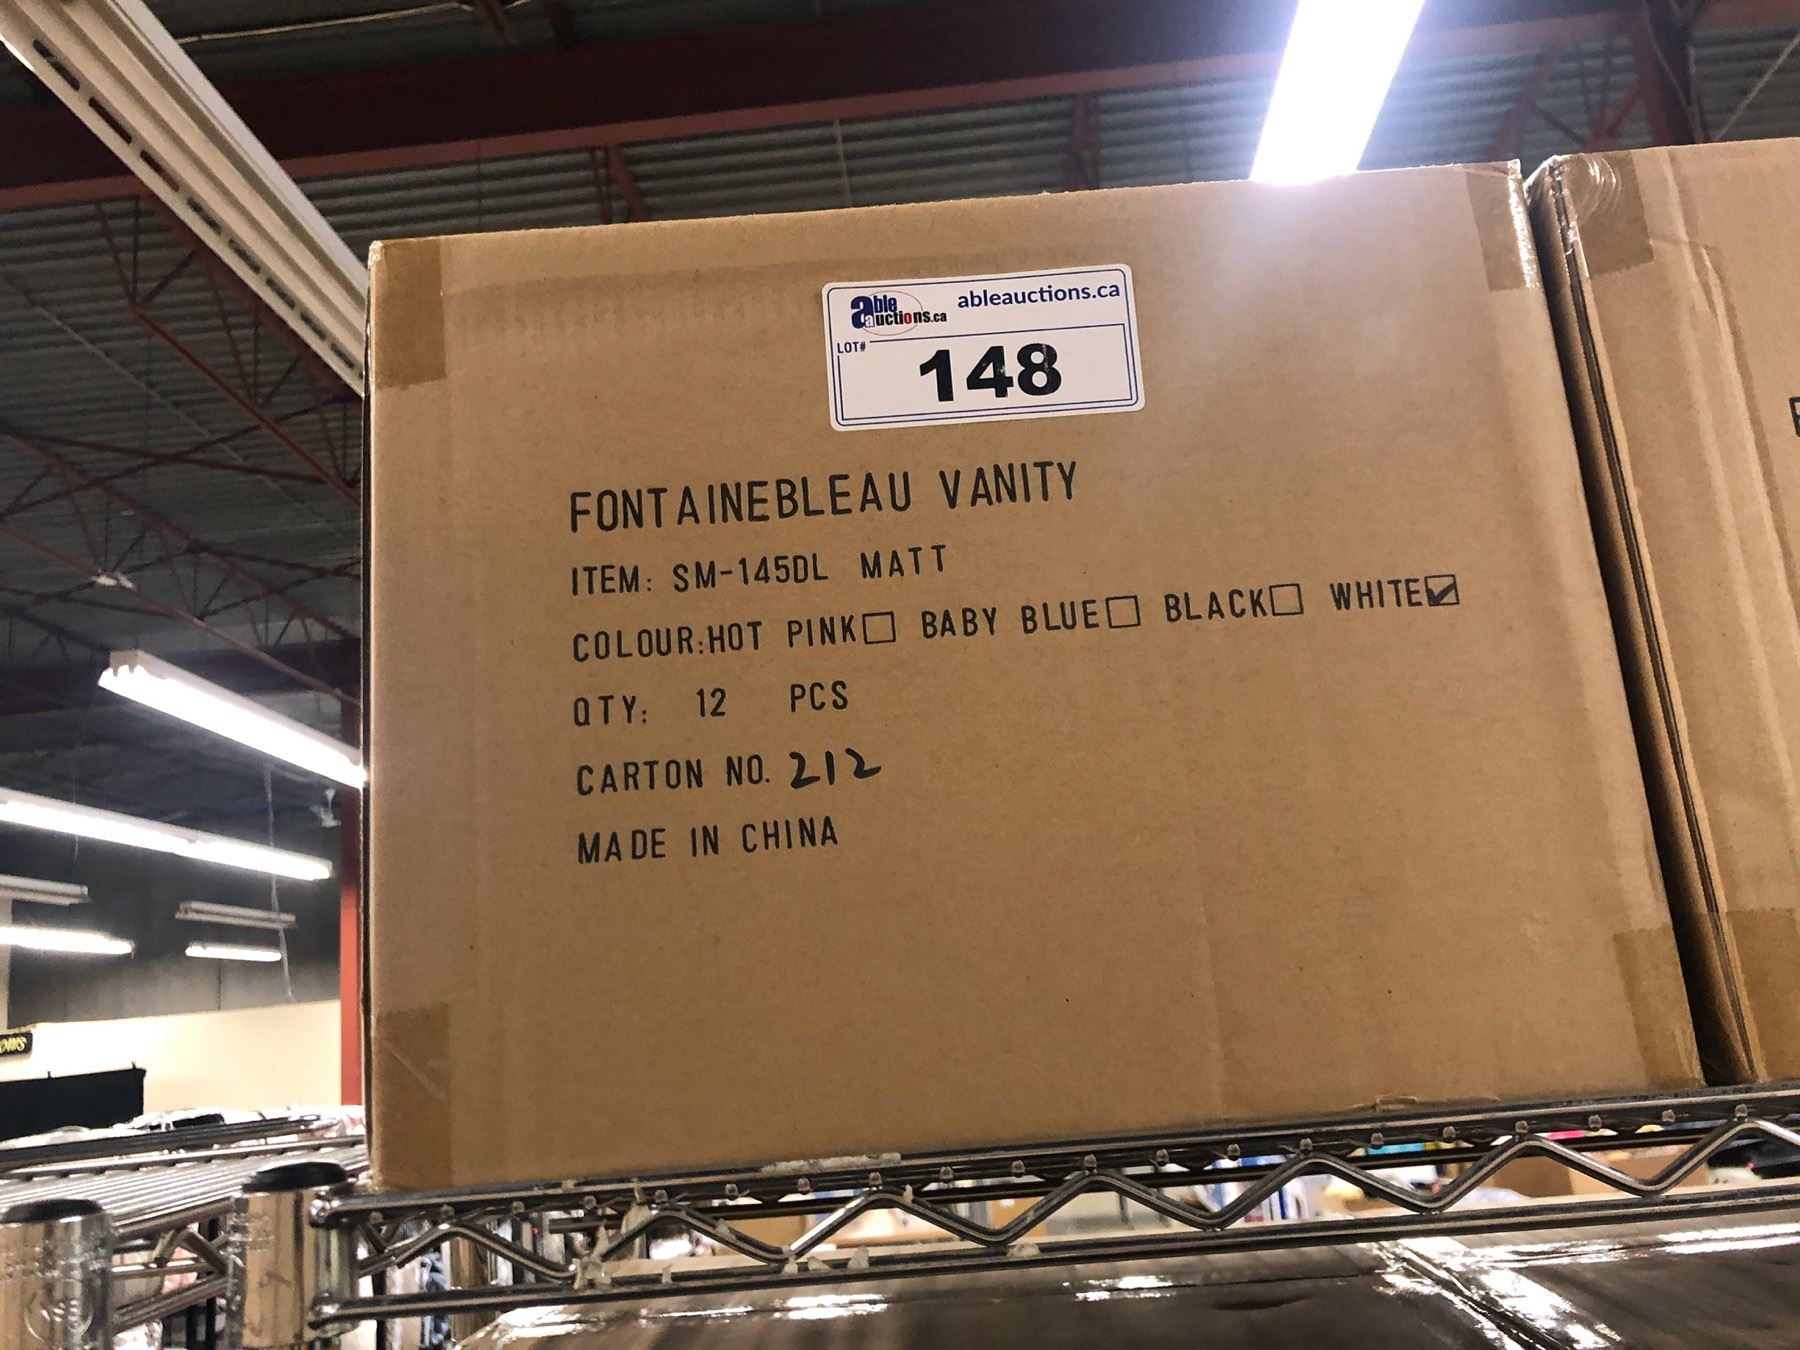 able auctions.ca ableauctions.ca
LOT#
148
FONTAINEBLEAU VANITY
ITEM: SM-145DL MATT
COLOUR:HOT PINK☐ BABY BLUE☐ BLACK☐ WHITE☑
QTY: 12 PCS
CARTON NO. 212
MADE IN CHINA